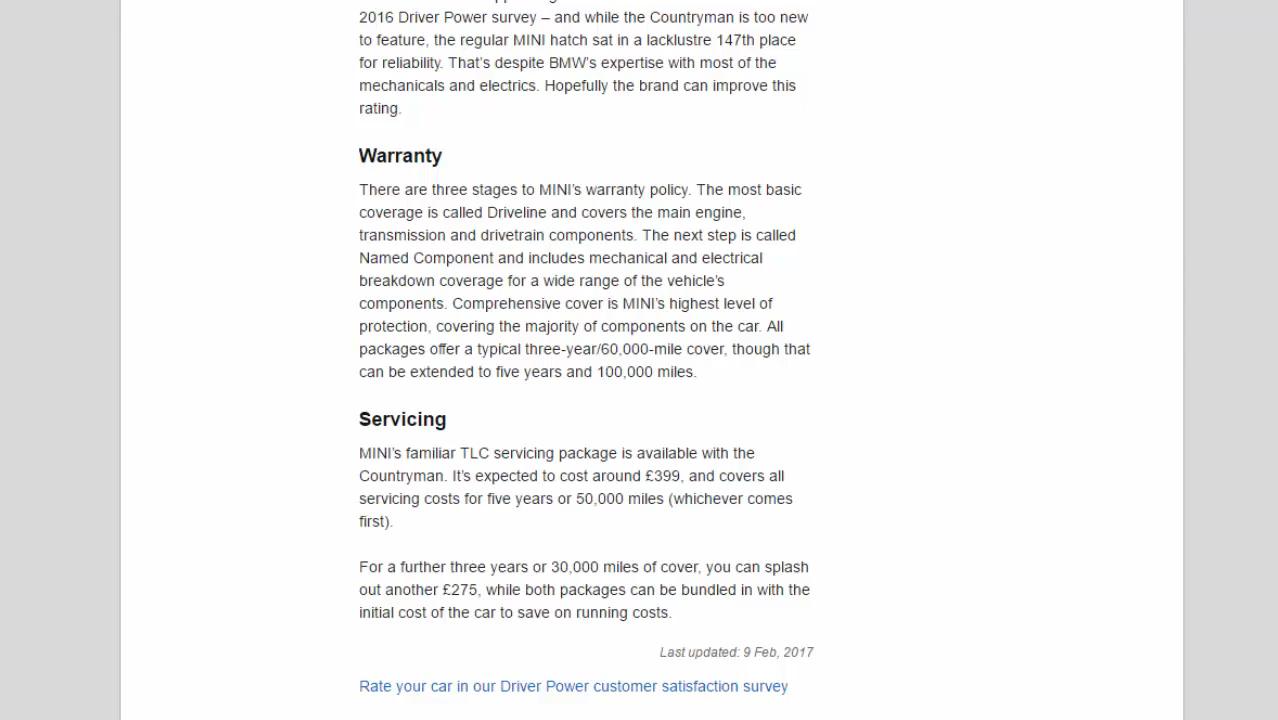 2016 Driver Power survey – and while the Countryman is too new
to feature, the regular MINI hatch sat in a lacklustre 147th place
for reliability. That’s despite BMW’s expertise with most of the
mechanicals and electrics. Hopefully the brand can improve this
rating.
Warranty
There are three stages to MINI’s warranty policy. The most basic
coverage is called Driveline and covers the main engine,
transmission and drivetrain components. The next step is called
Named Component and includes mechanical and electrical
breakdown coverage for a wide range of the vehicle’s
components. Comprehensive cover is MINI’s highest level of
protection, covering the majority of components on the car. All
packages offer a typical three-year/60,000-mile cover, though that
can be extended to five years and 100,000 miles.
Servicing
MINI’s familiar TLC servicing package is available with the
Countryman. It’s expected to cost around £399, and covers all
servicing costs for five years or 50,000 miles (whichever comes
first).
For a further three years or 30,000 miles of cover, you can splash
out another £275, while both packages can be bundled in with the
initial cost of the car to save on running costs.
Last updated: 9 Feb, 2017
Rate your car in our Driver Power customer satisfaction survey